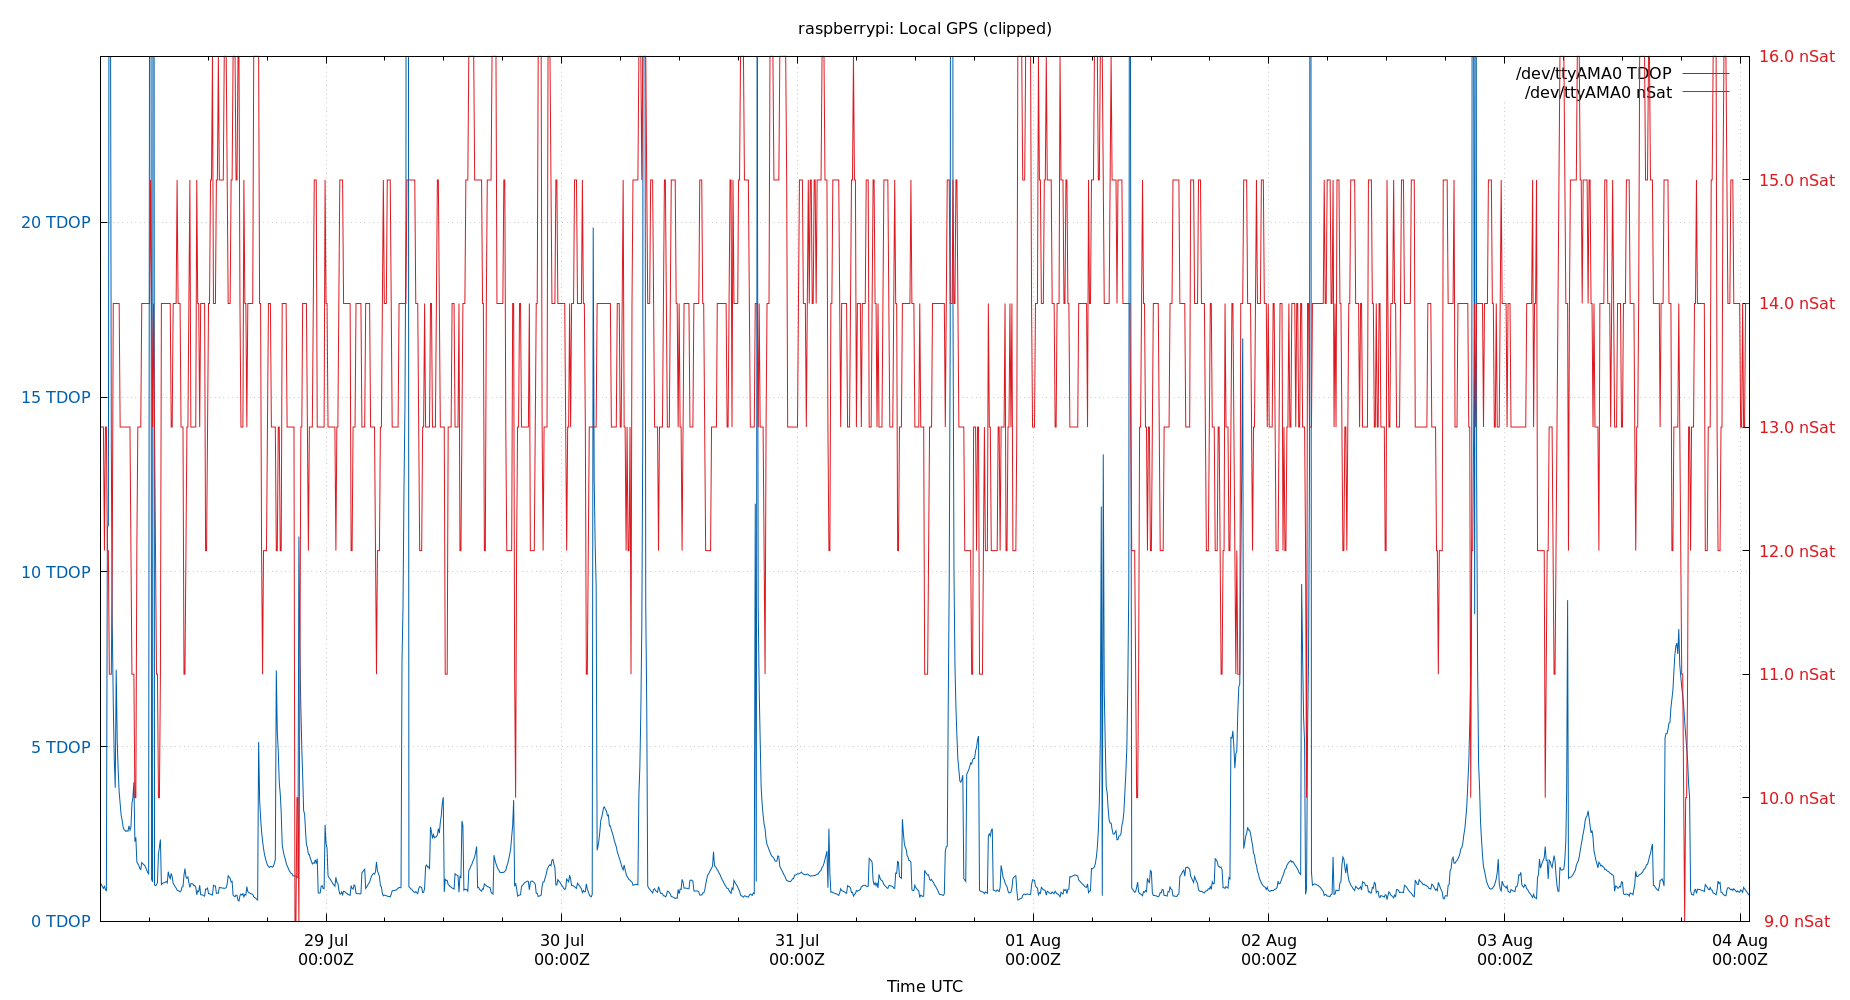 raspberrypi: Local GPS (clipped)
/dev/ttyAMA0 TDOP
/dev/ttyAMA0 nSat
20 TDOP
15 TDOP
10 TDOP
5 TDOP
0 TDOP
16.0 nSat
15.0 nSat
14.0 nSat
13.0 nSat
12.0 nSat
11.0 nSat
10.0 nSat
9.0 nSat
29 Jul
00:00Z
30 Jul
00:00Z
31 Jul
00:00Z
01 Aug
00:00Z
02 Aug
00:00Z
03 Aug
00:00Z
04 Aug
00:00Z
Time UTC